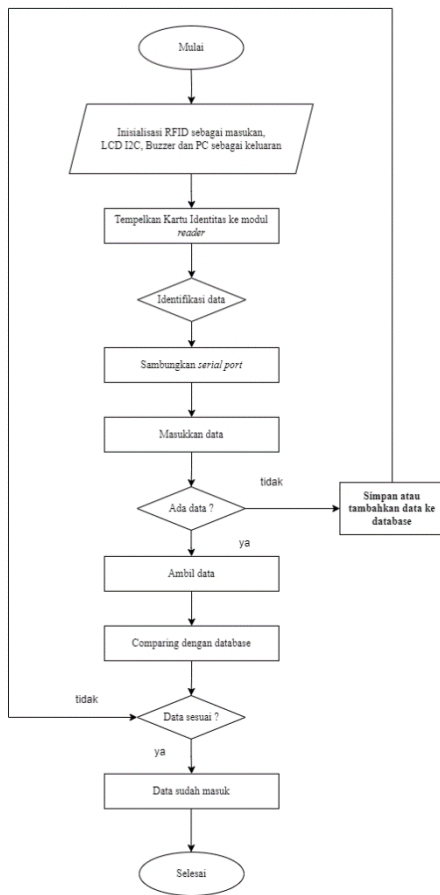 Mulai
Inisialisasi RFID sebagai masukan,
LCD I2C, Buzzer dan PC sebagai keluaran
Tempelkan Kartu Identitas ke modul
reader
Identifikasi data
Sambungkan serial port
Masukkan data
Ada data ?
tidak
Simpan atau
tambahkan data ke
database
ya
Ambil data
Comparing dengan database
tidak
Data sesuai ?
ya
Data sudah masuk
Selesai